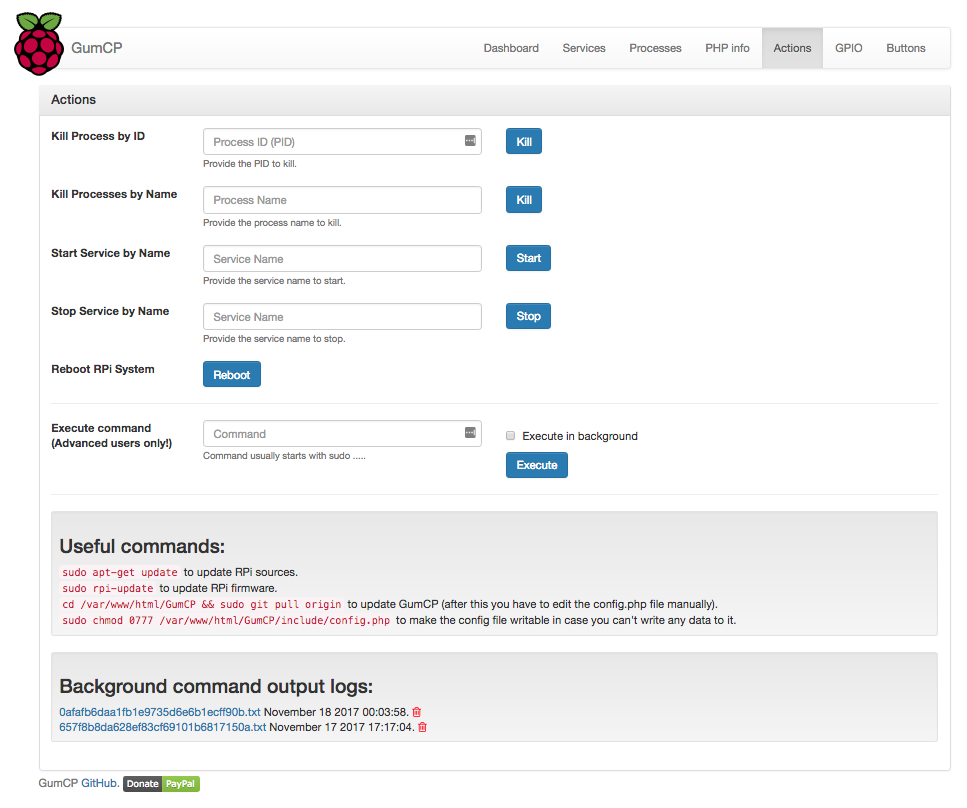 GumCP
Dashboard Services Processes PHP info Actions GPIO Buttons
Actions
Kill Process by ID
Process ID (PID)
Kill
Provide the PID to kill.
Kill Processes by Name
Process Name
Kill
Provide the process name to kill.
Start Service by Name
Service Name
Start
Provide the service name to start.
Stop Service by Name
Service Name
Stop
Provide the service name to stop.
Reboot RPi System
Reboot
Execute command
(Advanced users only!)
Command
Command usually starts with sudo .....
Execute in background
Execute
Useful commands:
sudo apt-get update to update RPi sources.
sudo rpi-update to update RPi firmware.
cd /var/www/html/GumCP && sudo git pull origin to update GumCP (after this you have to edit the config.php file manually).
sudo chmod 0777 /var/www/html/GumCP/include/config.php to make the config file writable in case you can't write any data to it.
Background command output logs:
0afafb6daa1fb1e9735d6e6b1ecff90b.txt November 18 2017 00:03:58.
657f8b8da628ef83cf69101b6817150a.txt November 17 2017 17:17:04.
GumCP GitHub. Donate PayPal